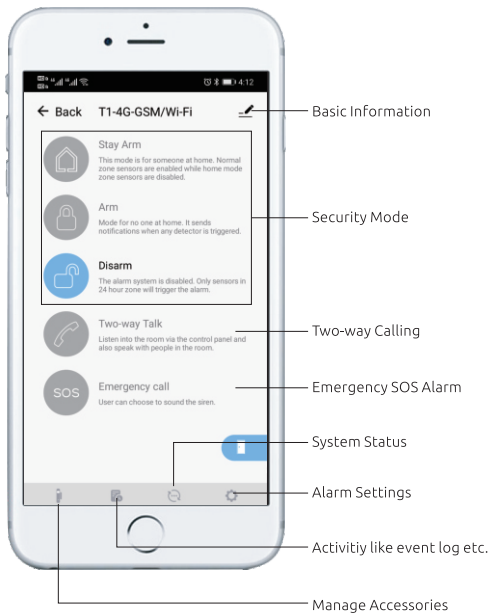 4:12
Back T1-4G-GSM/Wi-Fi
Basic Information
Stay Arm
This mode is for someone at home. Normal
zone sensors are enabled while home mode
zone sensors are disabled.
Arm
Mode for no one at home. It sends
notifications when any detector is triggered.
Security Mode
Disarm
The alarm system is disabled. Only sensors in
24 hour zone will trigger the alarm.
Two-way Talk
Listen into the room via the control panel and
also speak with people in the room.
Two-way Calling
SOS
Emergency call
User can choose to sound the siren.
Emergency SOS Alarm
System Status
Alarm Settings
Activitiy like event log etc.
Manage Accessories